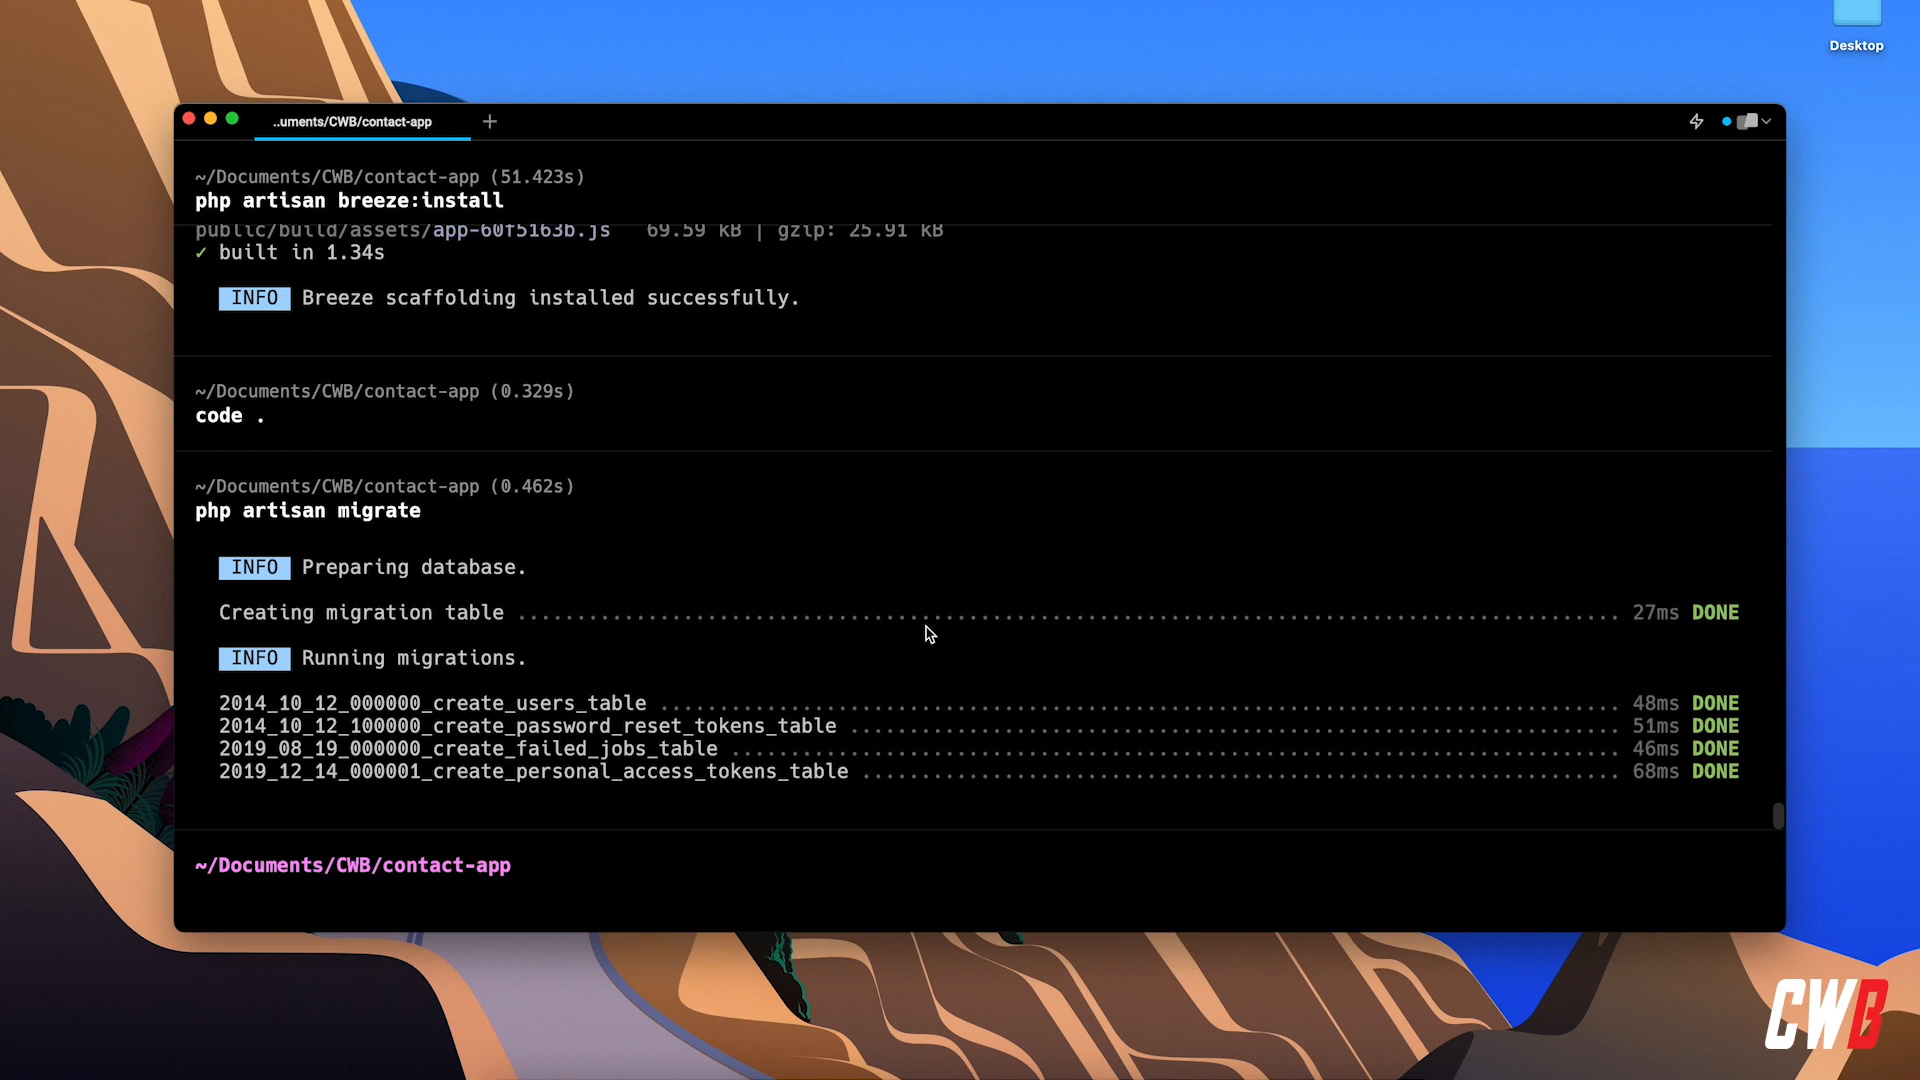 Desktop
..uments/CWB/contact-app
~/Documents/CWB/contact-app (51.423s)
php artisan breeze:install
public/build/assets/app-60f5163b.js 69.59 kB | gzip: 25.91 kB
✓ built in 1.34s
INFO Breeze scaffolding installed successfully.
~/Documents/CWB/contact-app (0.329s)
code .
~/Documents/CWB/contact-app (0.462s)
php artisan migrate
INFO Preparing database.
Creating migration table ............................................................................................. 27ms DONE
INFO Running migrations.
2014_10_12_000000_create_users_table ................................................................................. 48ms DONE
2014_10_12_100000_create_password_reset_tokens_table ................................................................. 51ms DONE
2019_08_19_000000_create_failed_jobs_table ........................................................................... 46ms DONE
2019_12_14_000001_create_personal_access_tokens_table ................................................................ 68ms DONE
~/Documents/CWB/contact-app
CWB